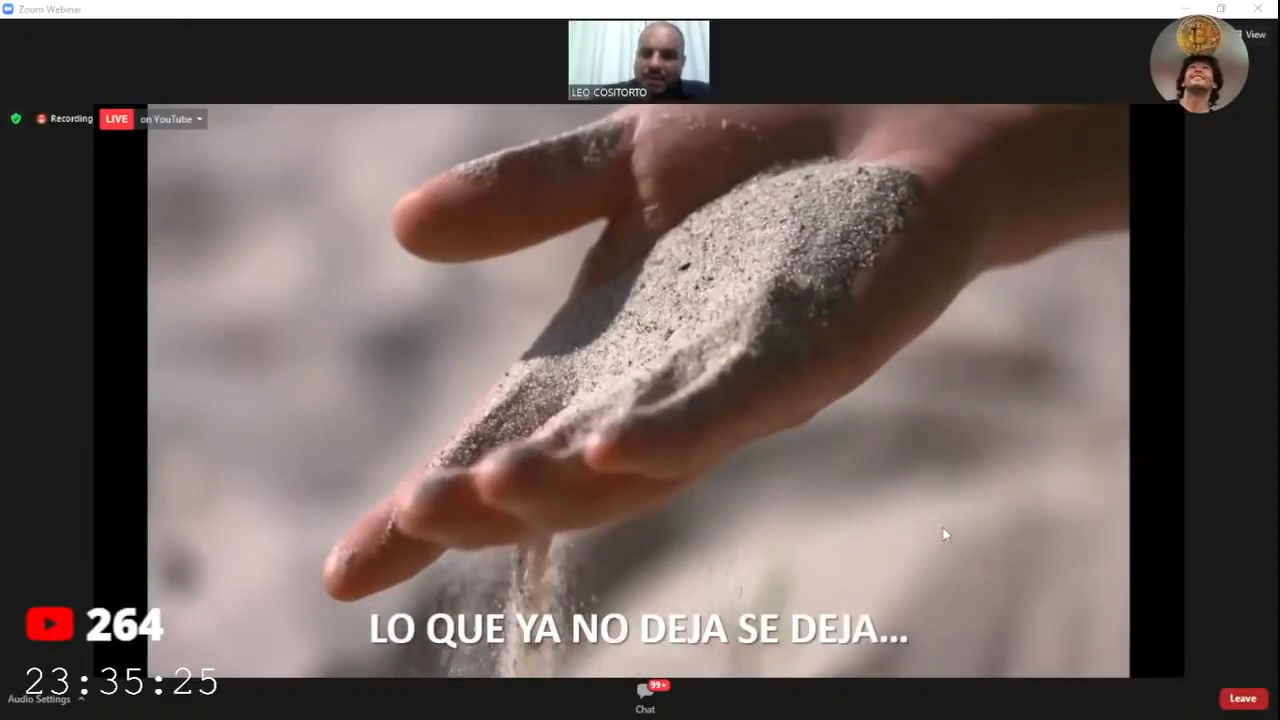 Zoom Webinar
View
LEO COSITORTO
Recording
LIVE on YouTube
LO QUE YA NO DEJA SE DEJA...
264
23:35:25
Audio Settings
99+
Chat
Leave